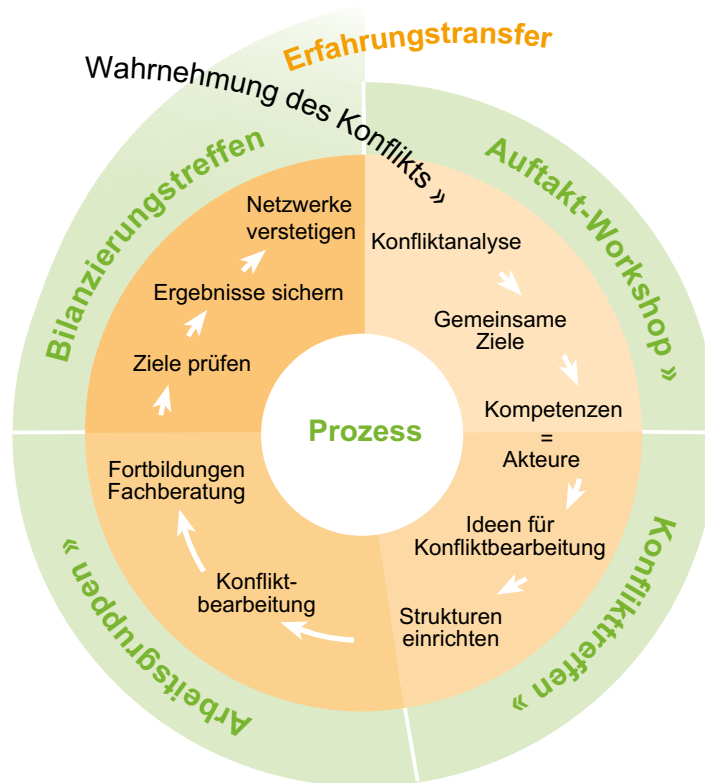 Erfahrungstransfer
Wahrnehmung des Konflikts »
Auftakt-Workshop »
Konfliktanalyse
Gemeinsame
Ziele
Kompetenzen
=
Akteure
Konflikttreffen »
Ideen für
Konfliktbearbeitung
Strukturen
einrichten
Arbeitsgruppen »
Konflikt-
bearbeitung
Fortbildungen
Fachberatung
Bilanzierungstreffen
Ziele prüfen
Ergebnisse sichern
Netzwerke
verstetigen
Prozess